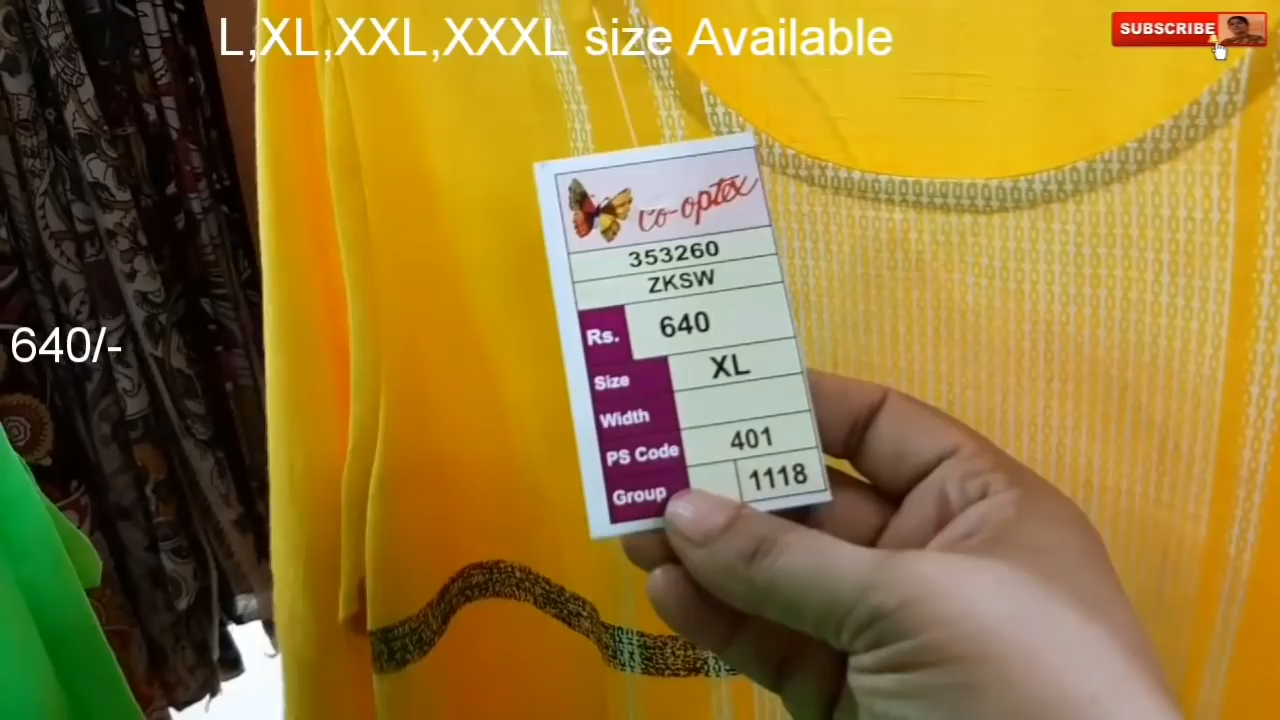 L,XL,XXL,XXXL size Available
SUBSCRIBE
640/-
co-optex
353260
ZKSW
Rs. 640
Size XL
Width
PS Code 401
Group 1118